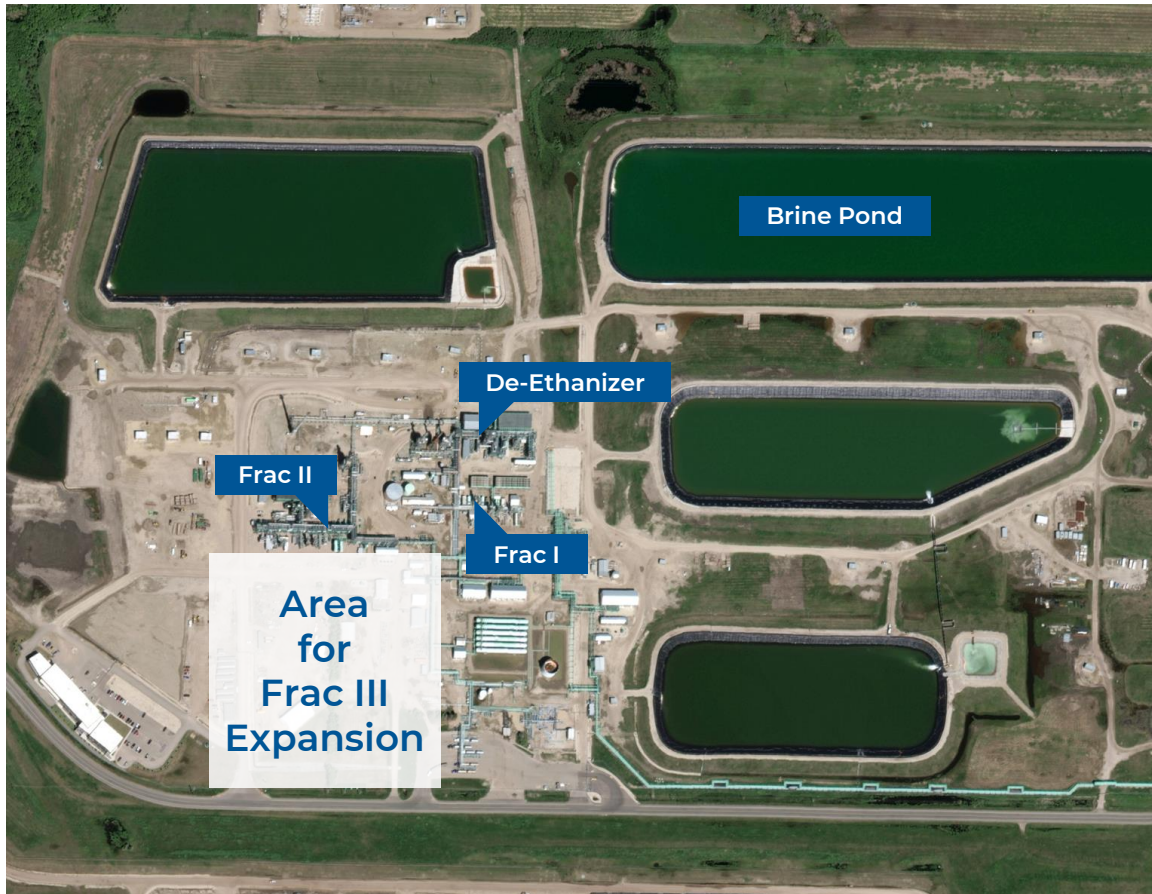 Brine Pond
De-Ethanizer
Frac II
Frac I
Area
for
Frac III
Expansion